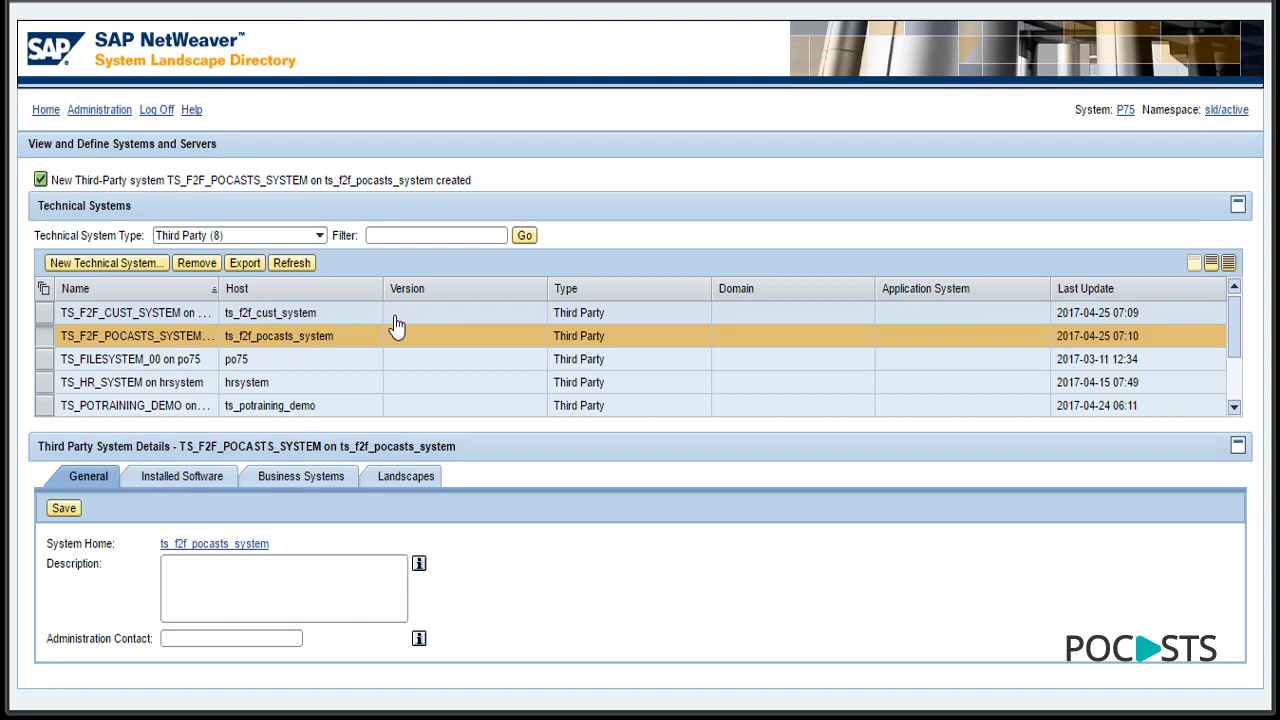 SAP
SAP NetWeaver™
System Landscape Directory
Home Administration Log Off Help
System: P75 Namespace: sld/active
View and Define Systems and Servers
New Third-Party system TS_F2F_POCASTS_SYSTEM on ts_f2f_pocasts_system created
Technical Systems
Technical System Type: Third Party (8) Filter: Go
New Technical System... Remove Export Refresh
Name Host Version Type Domain Application System Last Update
TS_F2F_CUST_SYSTEM on ... ts_f2f_cust_system Third Party 2017-04-25 07:09
TS_F2F_POCASTS_SYSTEM... ts_f2f_pocasts_system Third Party 2017-04-25 07:10
TS_FILESYSTEM_00 on po75 po75 Third Party 2017-03-11 12:34
TS_HR_SYSTEM on hrsystem hrsystem Third Party 2017-04-15 07:49
TS_POTRAINING_DEMO on... ts_potraining_demo Third Party 2017-04-24 06:11
Third Party System Details - TS_F2F_POCASTS_SYSTEM on ts_f2f_pocasts_system
General Installed Software Business Systems Landscapes
Save
System Home: ts_f2f_pocasts_system
Description:
Administration Contact:
POCASTS